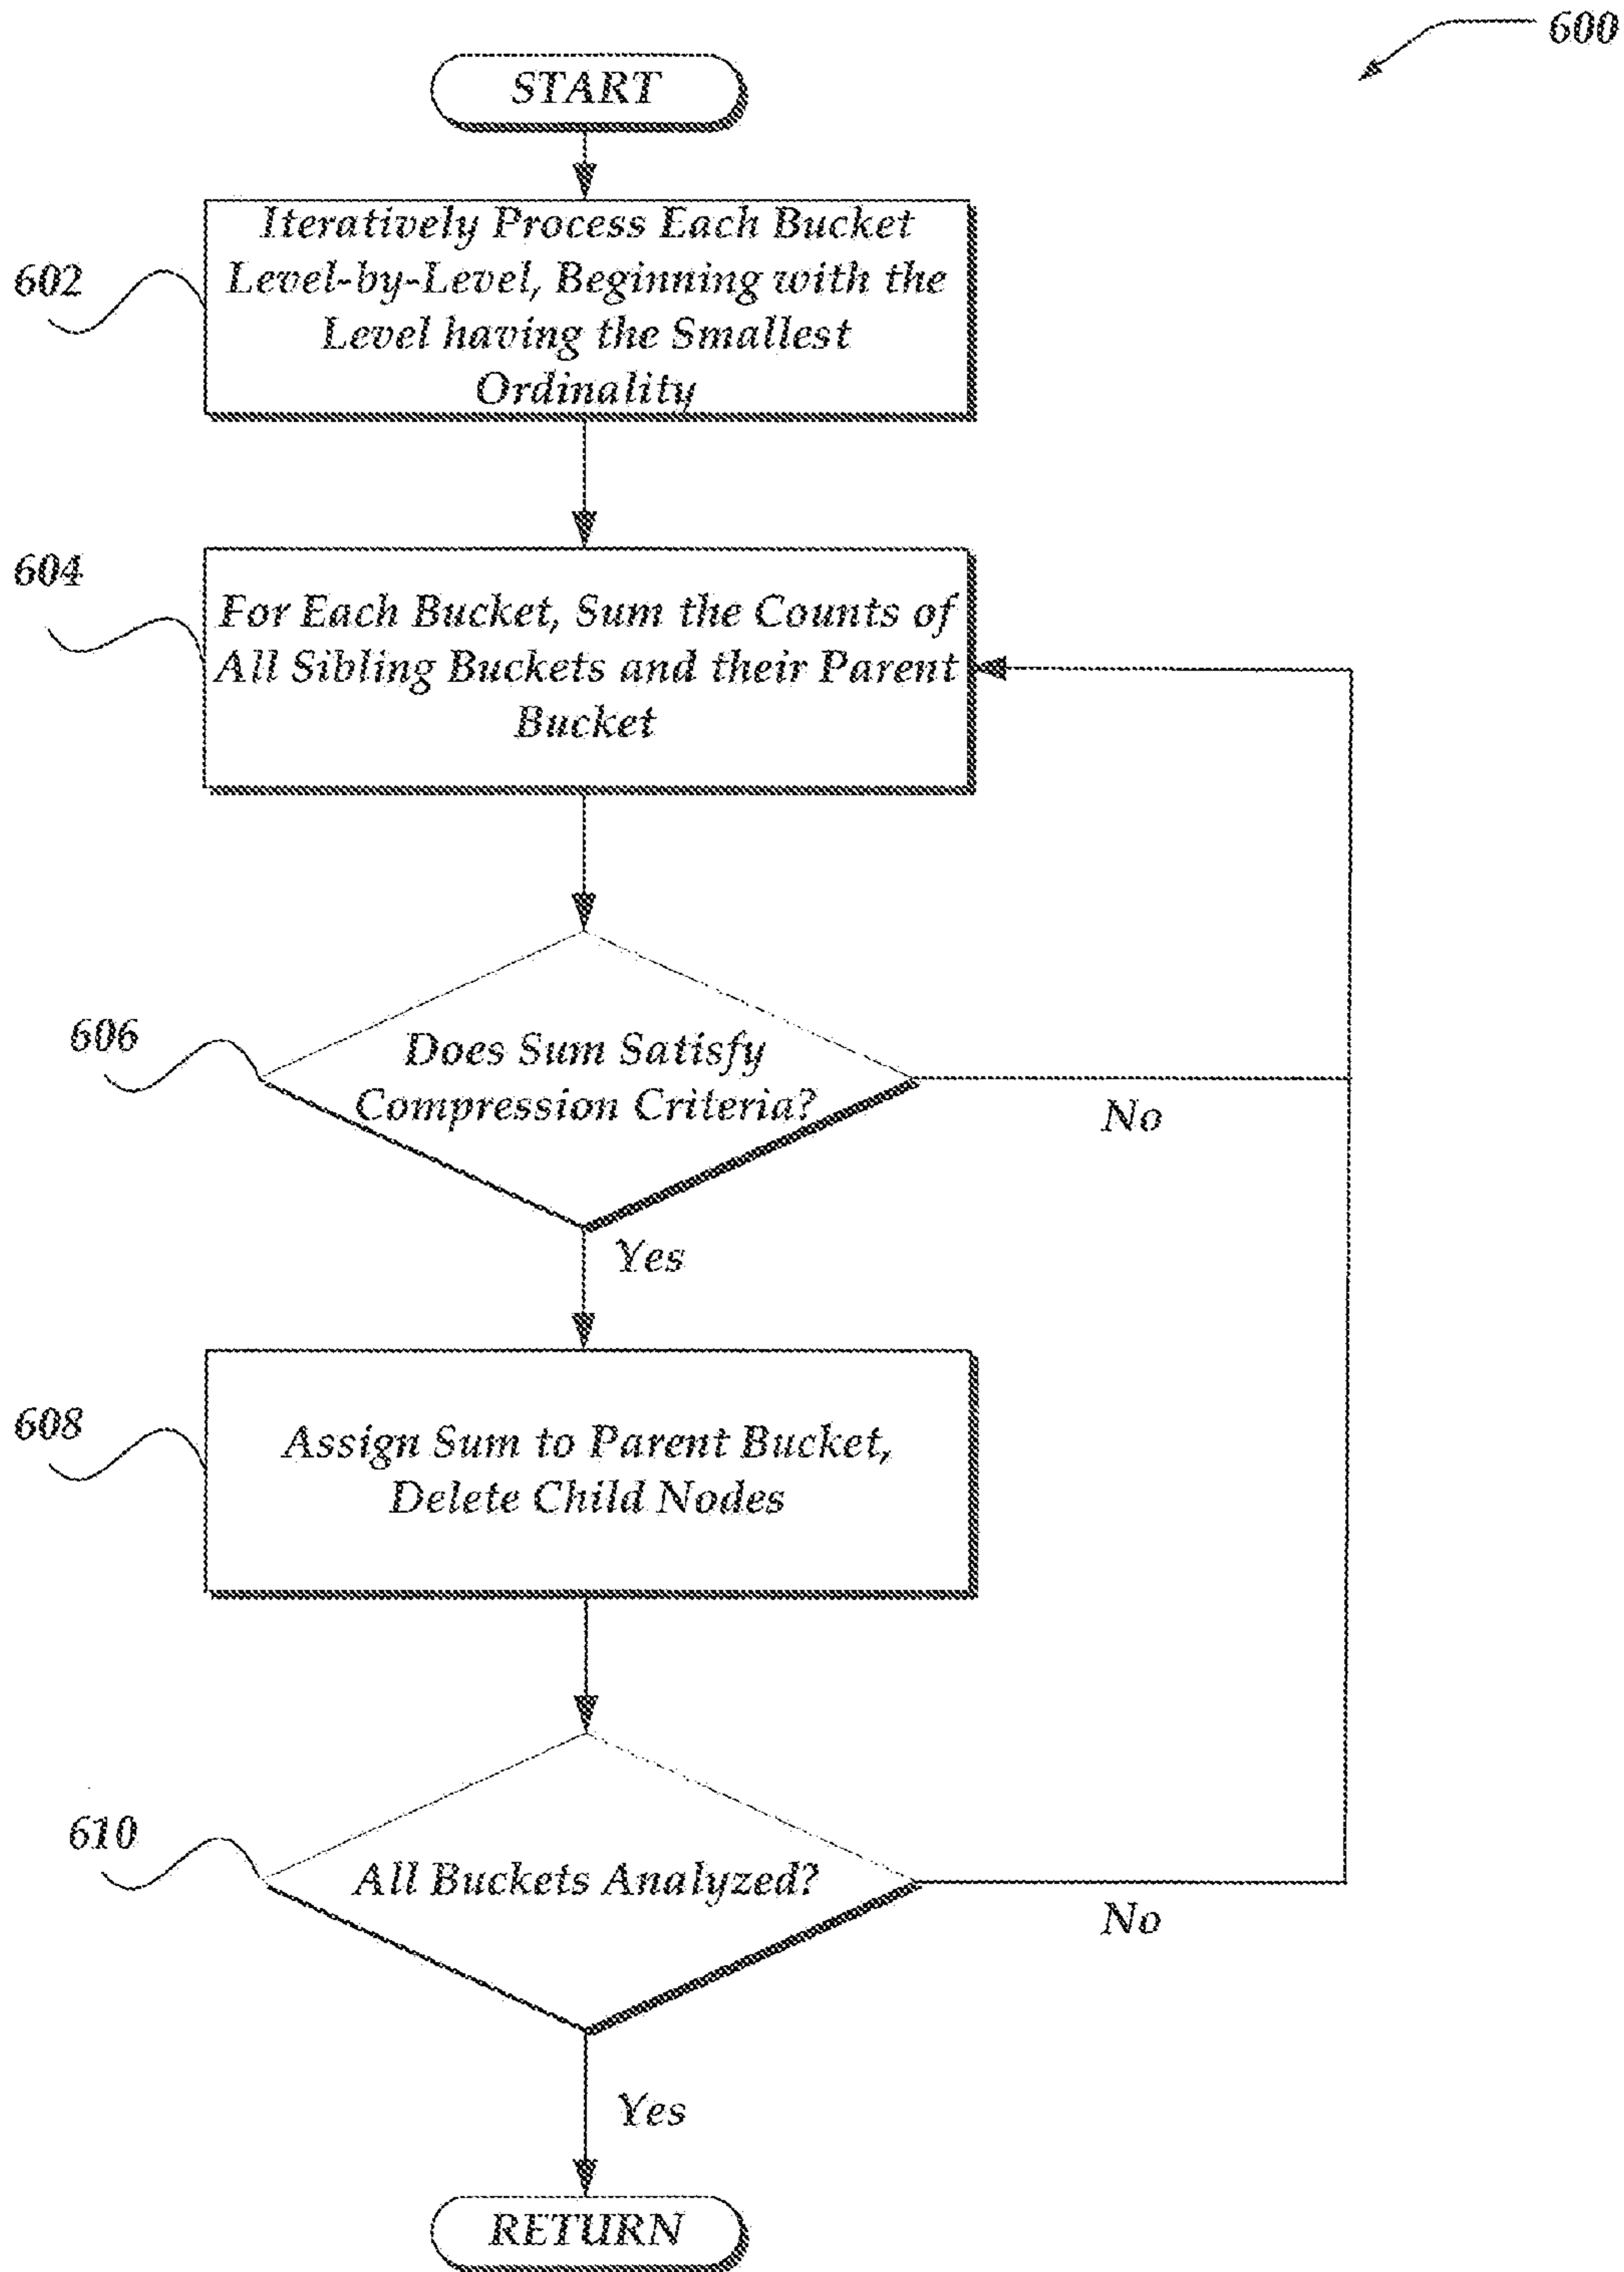 600
START
602
Iteratively Process Each Bucket
Level-by-Level, Beginning with the
Level having the Smallest
Ordinality
604
For Each Bucket, Sum the Counts of
All Sibling Buckets and their Parent
Bucket
606
Does Sum Satisfy
Compression Criteria?
No
Yes
608
Assign Sum to Parent Bucket,
Delete Child Nodes
610
All Buckets Analyzed?
No
Yes
RETURN